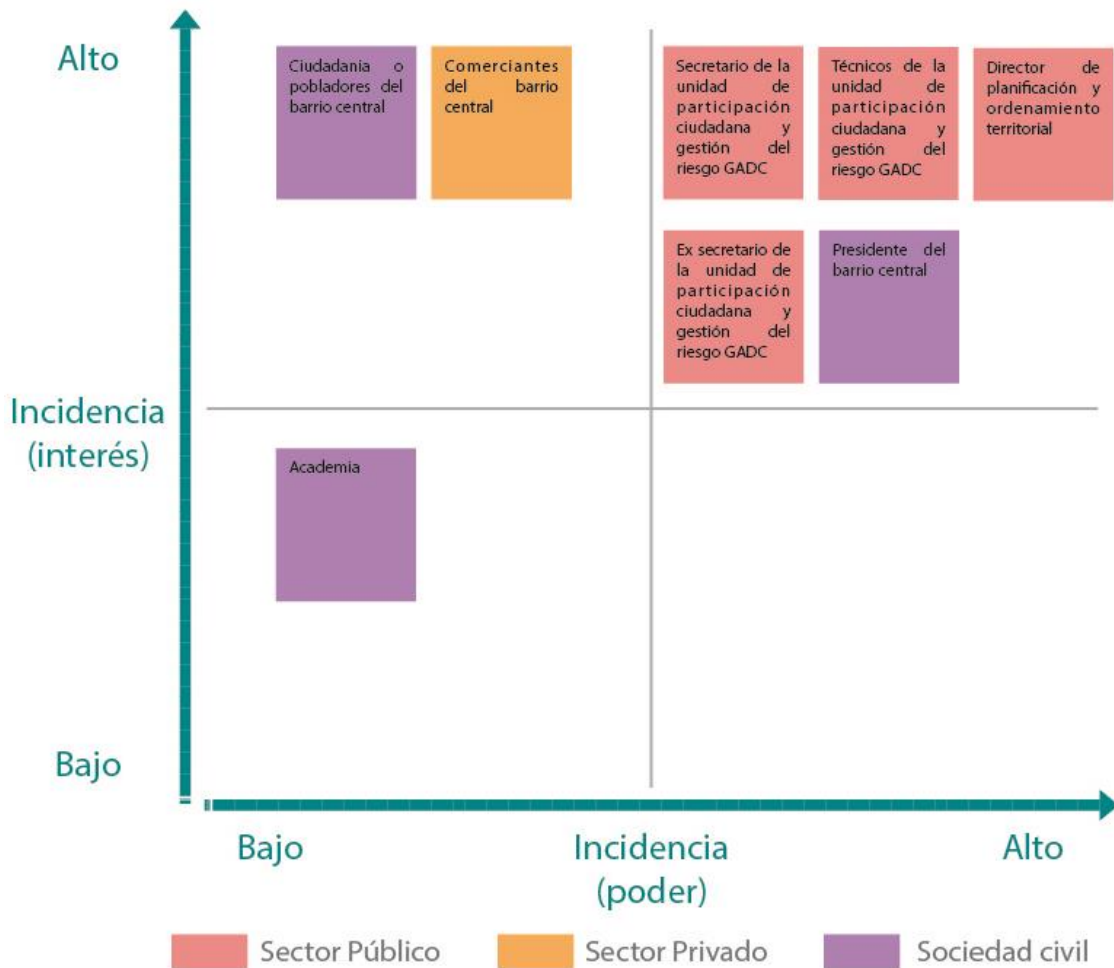 Alto
Ciudadanía o
pobladores del
barrio central
Comerciantes
del barrio
central
Secretario de la
unidad de
participación
ciudadana y
gestión del
riesgo GADC
Técnicos de la
unidad de
participación
ciudadana y
gestión del
riesgo GADC
Director de
planificación y
ordenamiento
territorial
Ex secretario de
la unidad de
participación
ciudadana y
gestión del
riesgo GADC
Presidente del
barrio central
Incidencia
(interés)
Academia
Bajo
Bajo
Incidencia
(poder)
Alto
Sector Público
Sector Privado
Sociedad civil